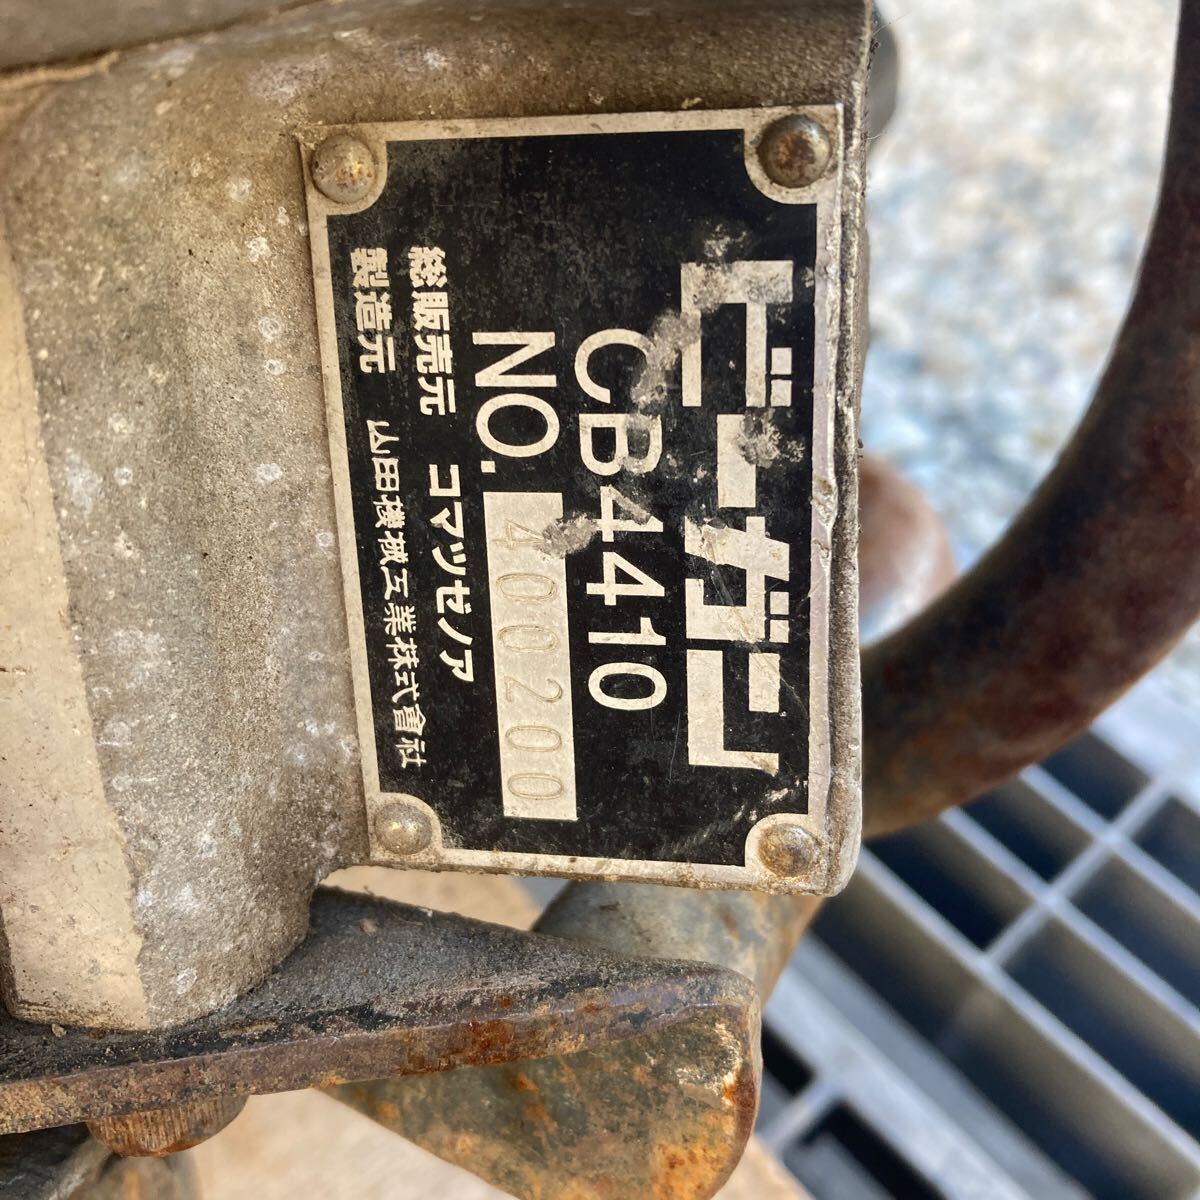 ビーガン
CB4410
NO. 400200
総販売元 コマツゼノア
製造元 山田機械工業株式會社